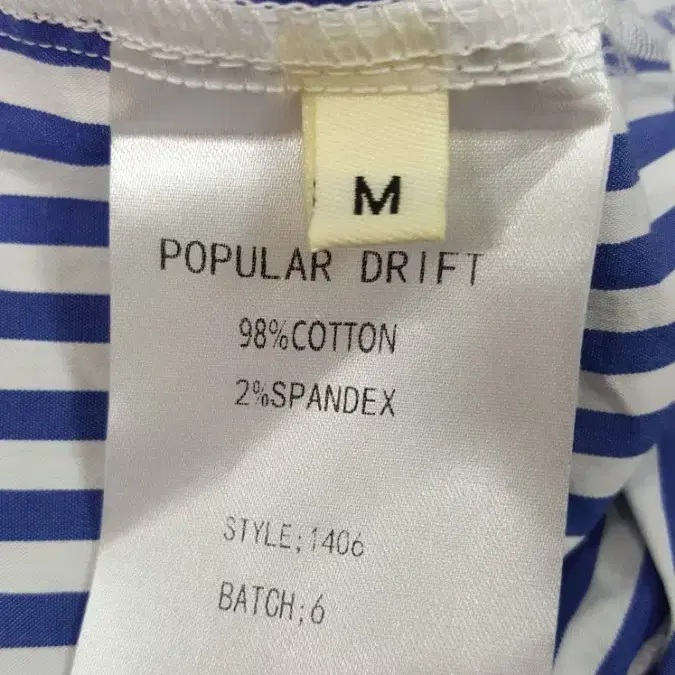 M
POPULAR DRIFT
98%COTTON
2%SPANDEX
STYLE;1406
BATCH;6